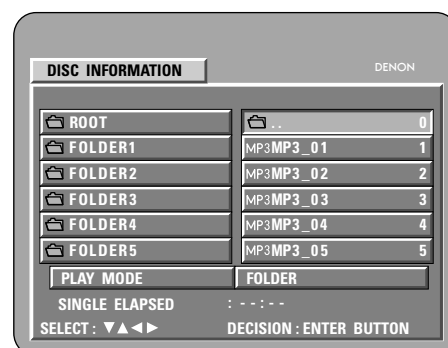 DISC INFORMATION DENON
ROOT .. 0
FOLDER1 MP3MP3_01 1
FOLDER2 MP3MP3_02 2
FOLDER3 MP3MP3_03 3
FOLDER4 MP3MP3_04 4
FOLDER5 MP3MP3_05 5
PLAY MODE FOLDER
SINGLE ELAPSED : --:--
SELECT : ▼▲◄► DECISION : ENTER BUTTON